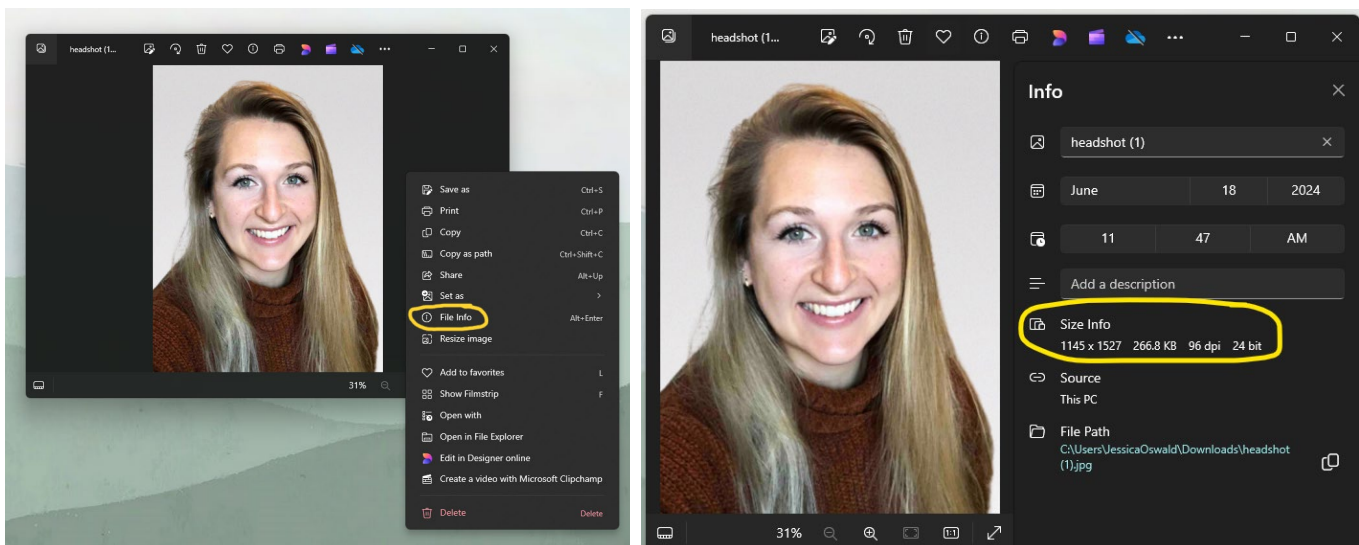 headshot (1...
Save as Ctrl+S
Print Ctrl+P
Copy Ctrl+C
Copy as path Ctrl+Shift+C
Share Alt+Up
Set as
File Info Alt+Enter
Resize image
Add to favorites L
Show Filmstrip F
Open with
Open in File Explorer
Edit in Designer online
Create a video with Microsoft Clipchamp
Delete Delete
31%
headshot (1...
Info
headshot (1)
June 18 2024
11 47 AM
Add a description
Size Info
1145 x 1527 266.8 KB 96 dpi 24 bit
Source
This PC
File Path
C:\Users\JessicaOswald\Downloads\headshot
(1).jpg
31%
1:1